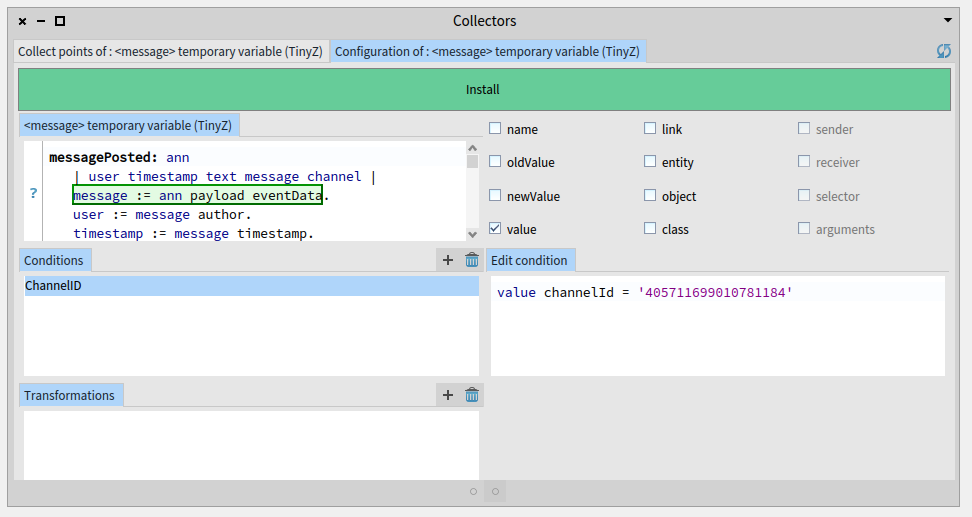 Collectors
Collect points of : <message> temporary variable (TinyZ)
Configuration of : <message> temporary variable (TinyZ)
Install
<message> temporary variable (TinyZ)
messagePosted: ann
| user timestamp text message channel |
message := ann payload eventData.
user := message author.
timestamp := message timestamp.
?
name
link
sender
oldValue
entity
receiver
newValue
object
selector
value
class
arguments
Conditions
ChannelID
Edit condition
value channelId = '405711699010781184'
Transformations